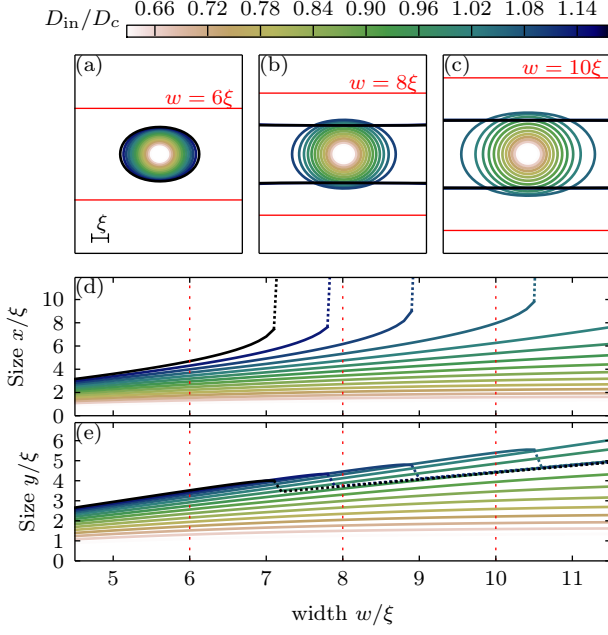 D_in/D_c 0.66 0.72 0.78 0.84 0.90 0.96 1.02 1.08 1.14
(a) (b) (c)
w = 6ξ w = 8ξ w = 10ξ
ξ
(d)
Size x/ξ
10
8
6
4
2
0
(e)
Size y/ξ
6
5
4
3
2
1
0
5 6 7 8 9 10 11
width w/ξ